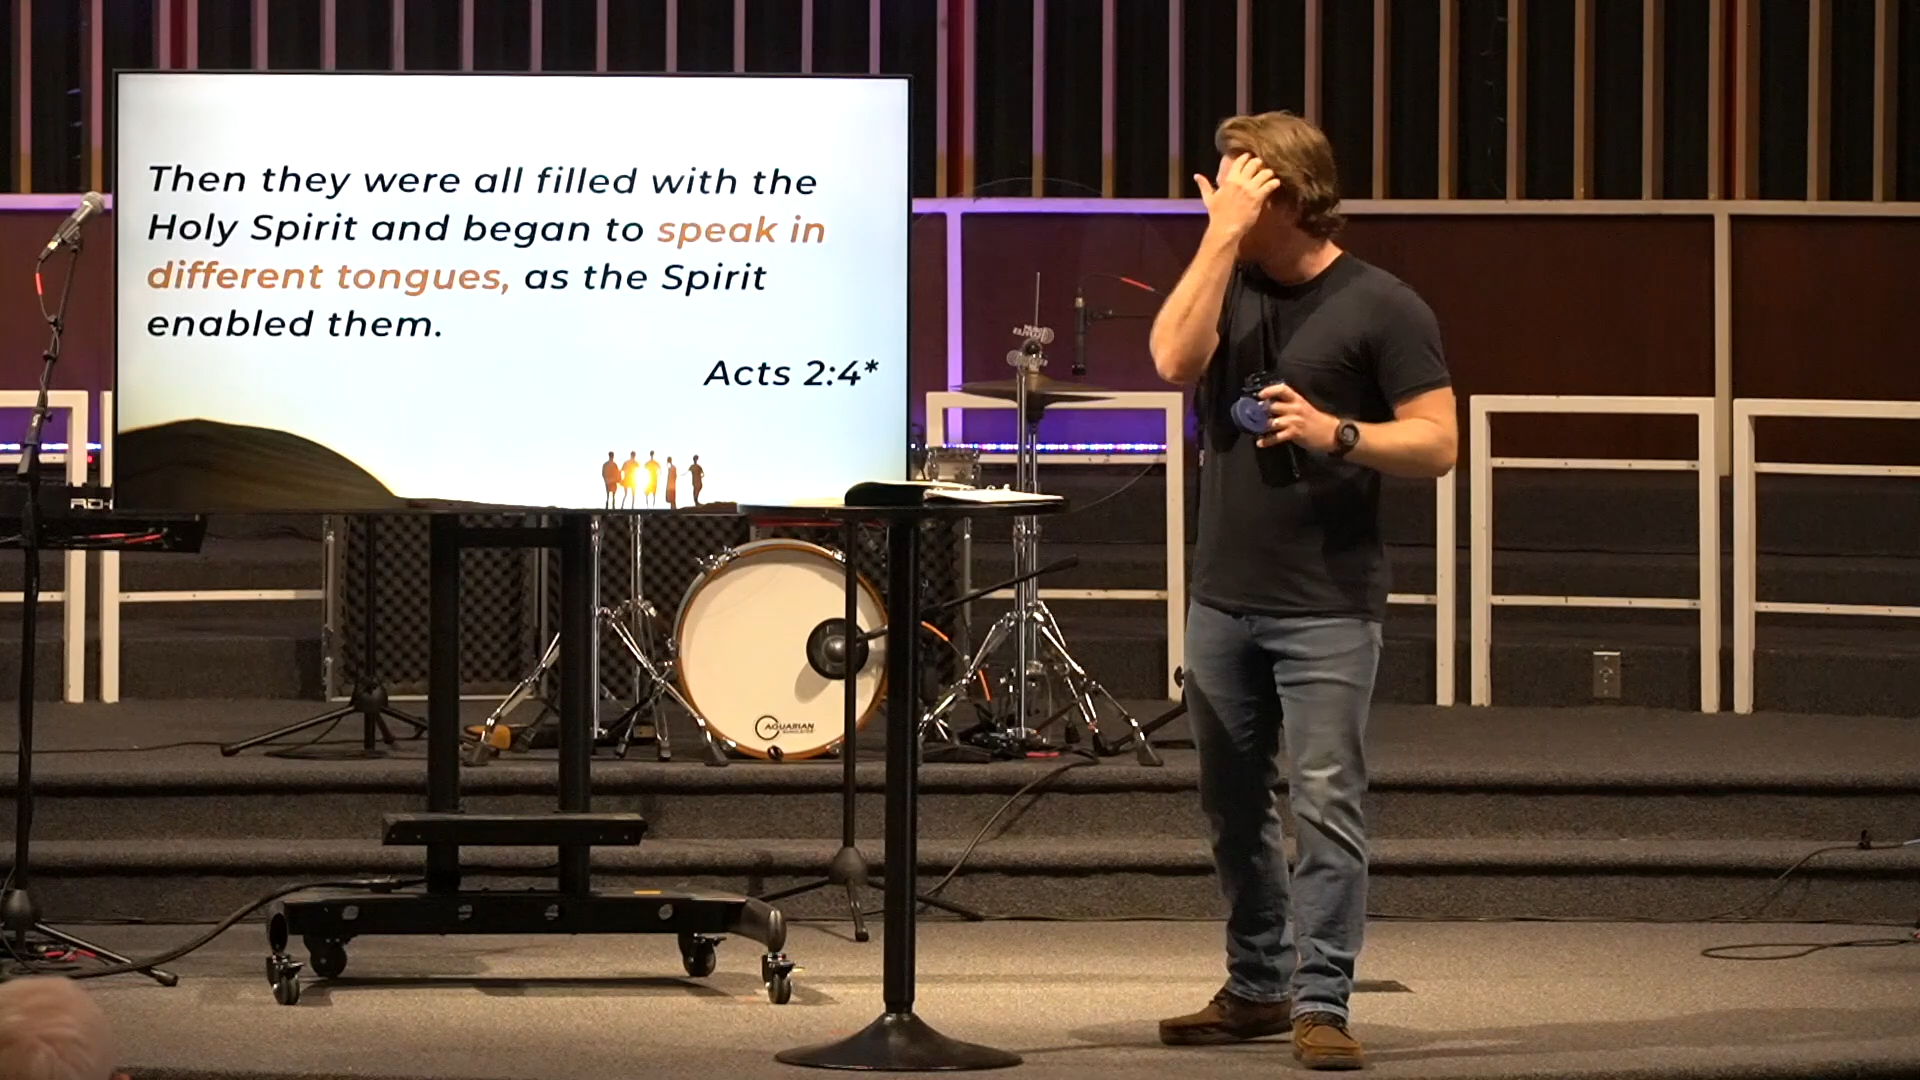 Then they were all filled with the
Holy Spirit and began to speak in
different tongues, as the Spirit
enabled them.
Acts 2:4*
AQUARIAN